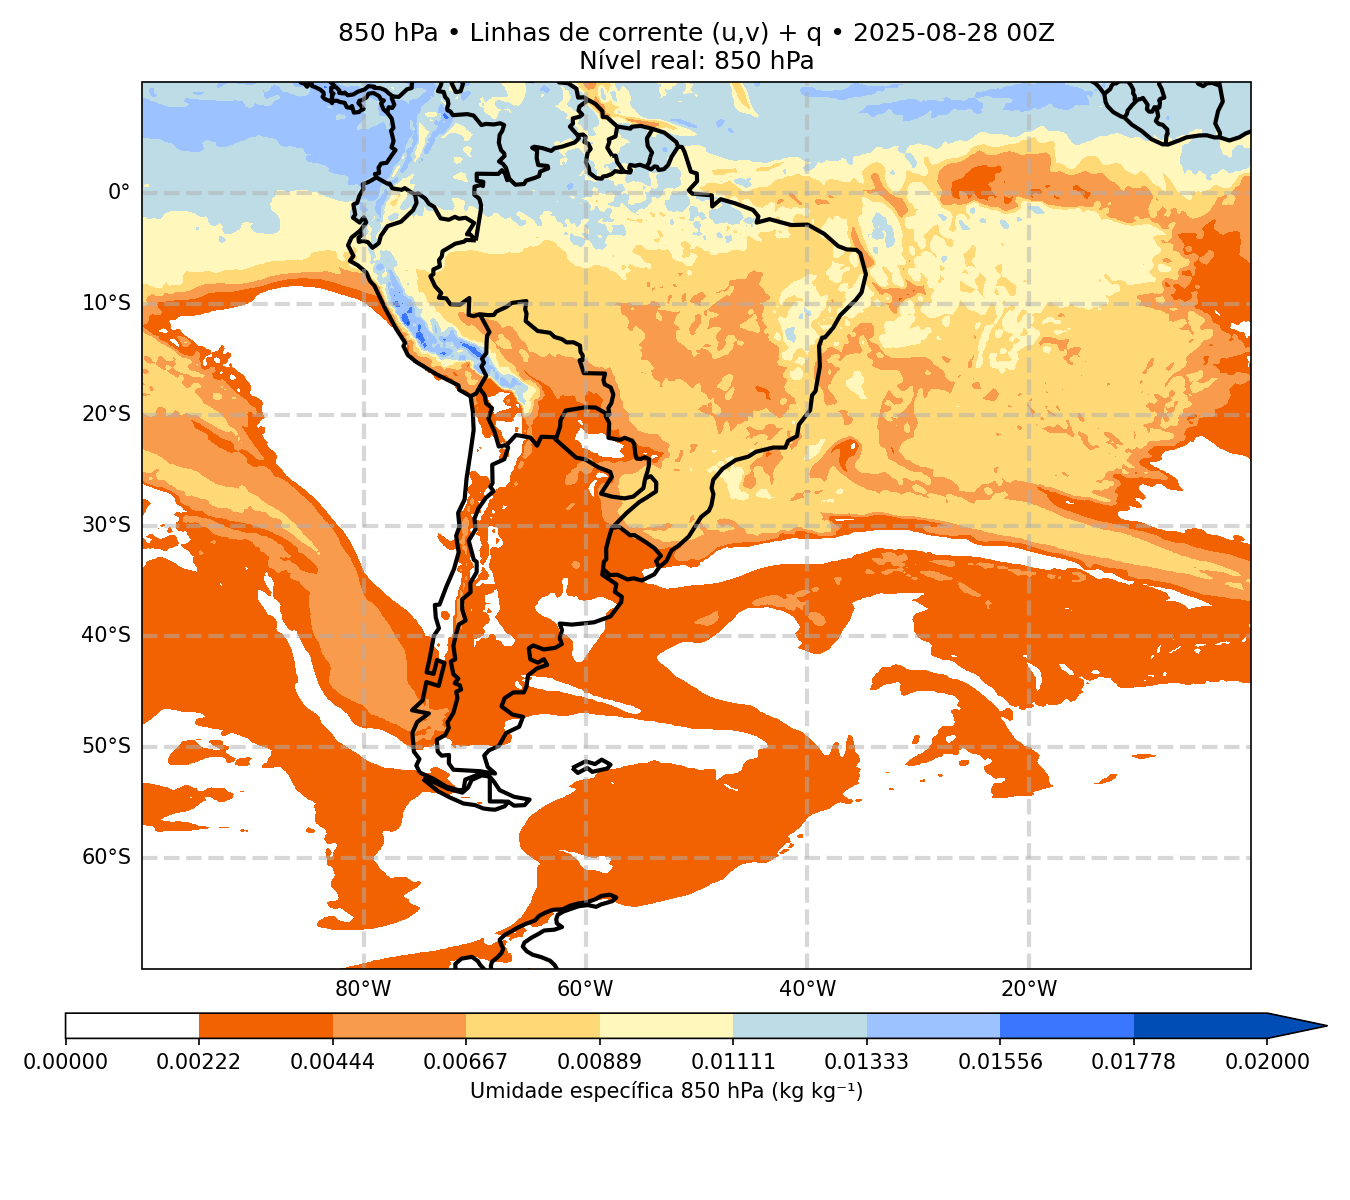 850 hPa • Linhas de corrente (u,v) + q • 2025-08-28 00Z
Nível real: 850 hPa
0°
10°S
20°S
30°S
40°S
50°S
60°S
80°W 60°W 40°W 20°W
0.00000 0.00222 0.00444 0.00667 0.00889 0.01111 0.01333 0.01556 0.01778 0.02000
Umidade específica 850 hPa (kg kg⁻¹)